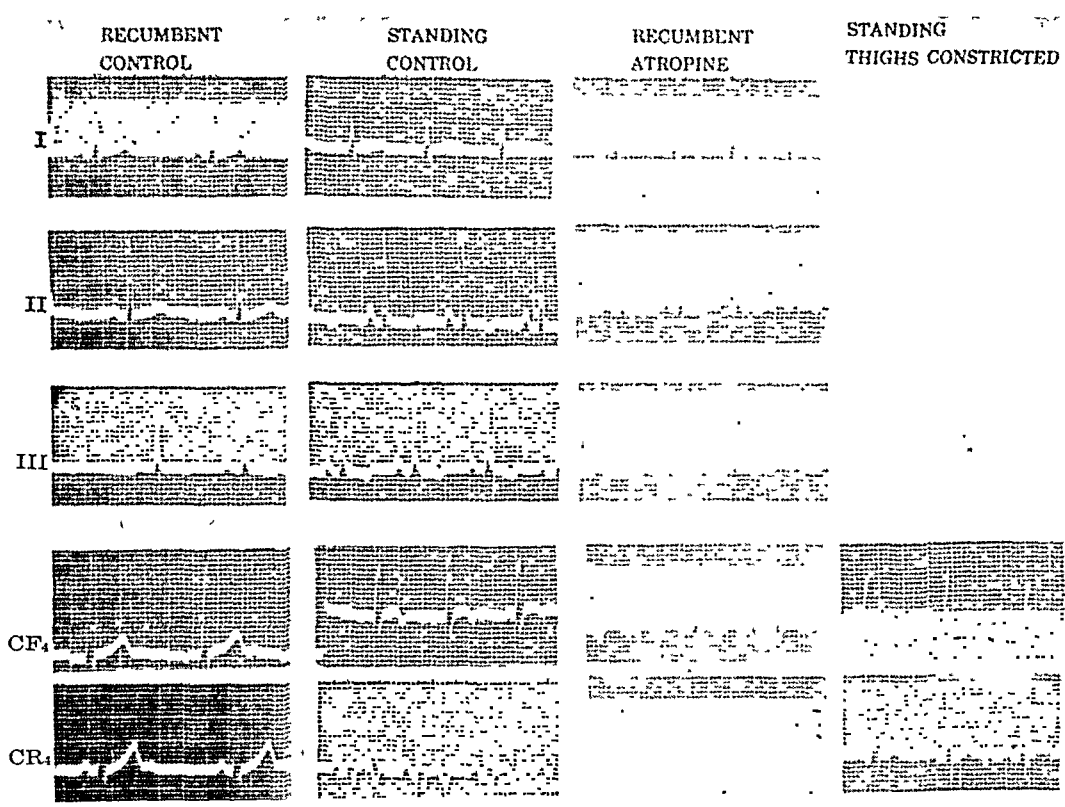 RECUMBENT
CONTROL
STANDING
CONTROL
RECUMBENT
ATROPINE
STANDING
THIGHS CONSTRICTED
I
II
III
CF₄
CR₄